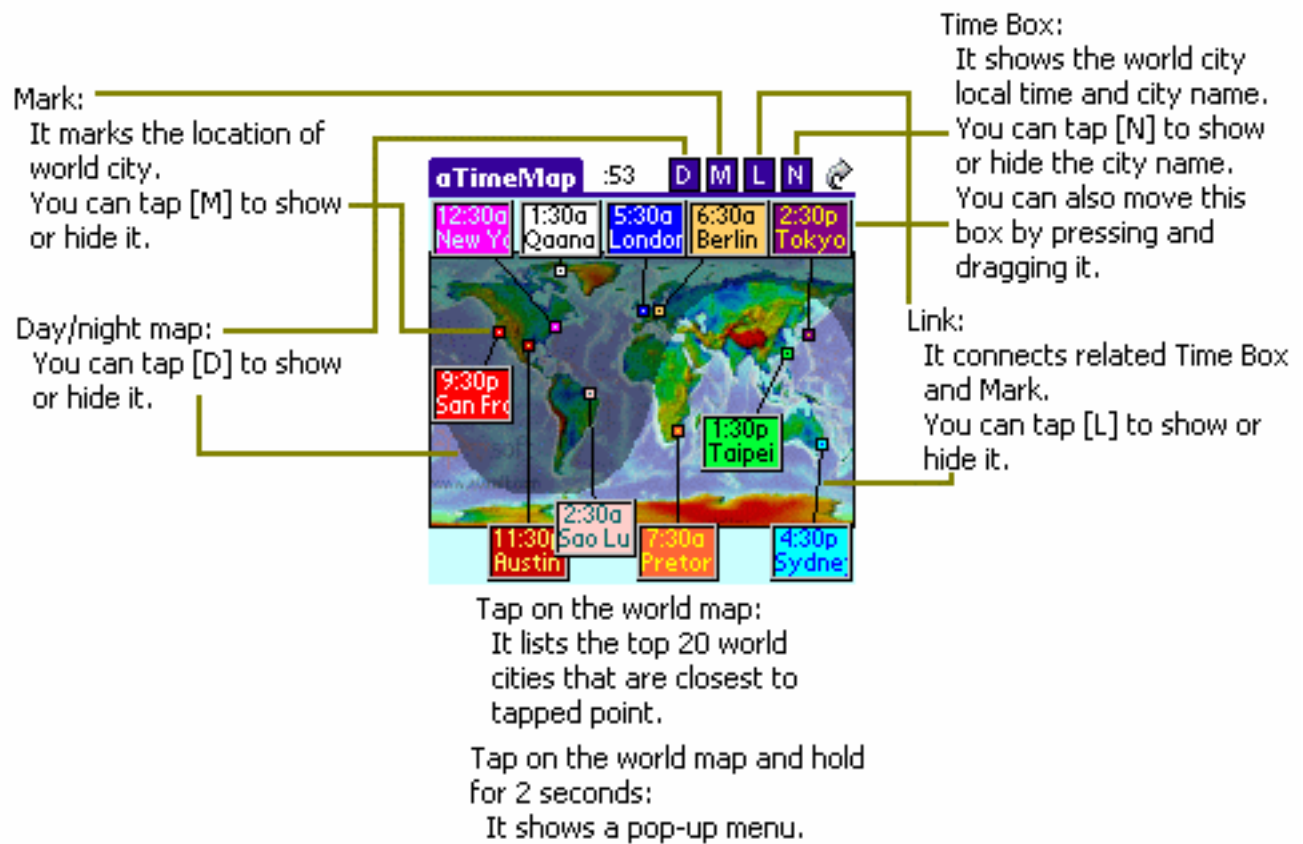 Time Box:
It shows the world city
local time and city name.
You can tap [N] to show
or hide the city name.
You can also move this
box by pressing and
dragging it.
Mark:
It marks the location of
world city.
You can tap [M] to show
or hide it.
Day/night map:
You can tap [D] to show
or hide it.
aTimeMap :53 D M L N
12:30a
New Yo
1:30a
Qaana
5:30a
London
6:30a
Berlin
2:30p
Tokyo
9:30p
San Fra
1:30p
Taipei
2:30a
Sao Lu
11:30p
Austin
7:30a
Pretor
4:30p
Sydney
Link:
It connects related Time Box
and Mark.
You can tap [L] to show or
hide it.
Tap on the world map:
It lists the top 20 world
cities that are closest to
tapped point.
Tap on the world map and hold
for 2 seconds:
It shows a pop-up menu.